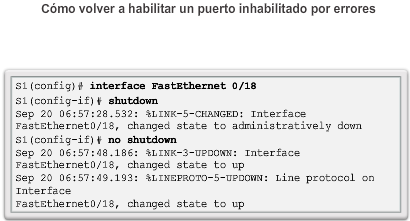 Cómo volver a habilitar un puerto inhabilitado por errores
S1(config)# interface FastEthernet 0/18
S1(config-if)# shutdown
Sep 20 06:57:28.532: %LINK-5-CHANGED: Interface
FastEthernet0/18, changed state to administratively down
S1(config-if)# no shutdown
Sep 20 06:57:48.186: %LINK-3-UPDOWN: Interface
FastEthernet0/18, changed state to up
Sep 20 06:57:49.193: %LINEPROTO-5-UPDOWN: Line protocol on
Interface
FastEthernet0/18, changed state to up